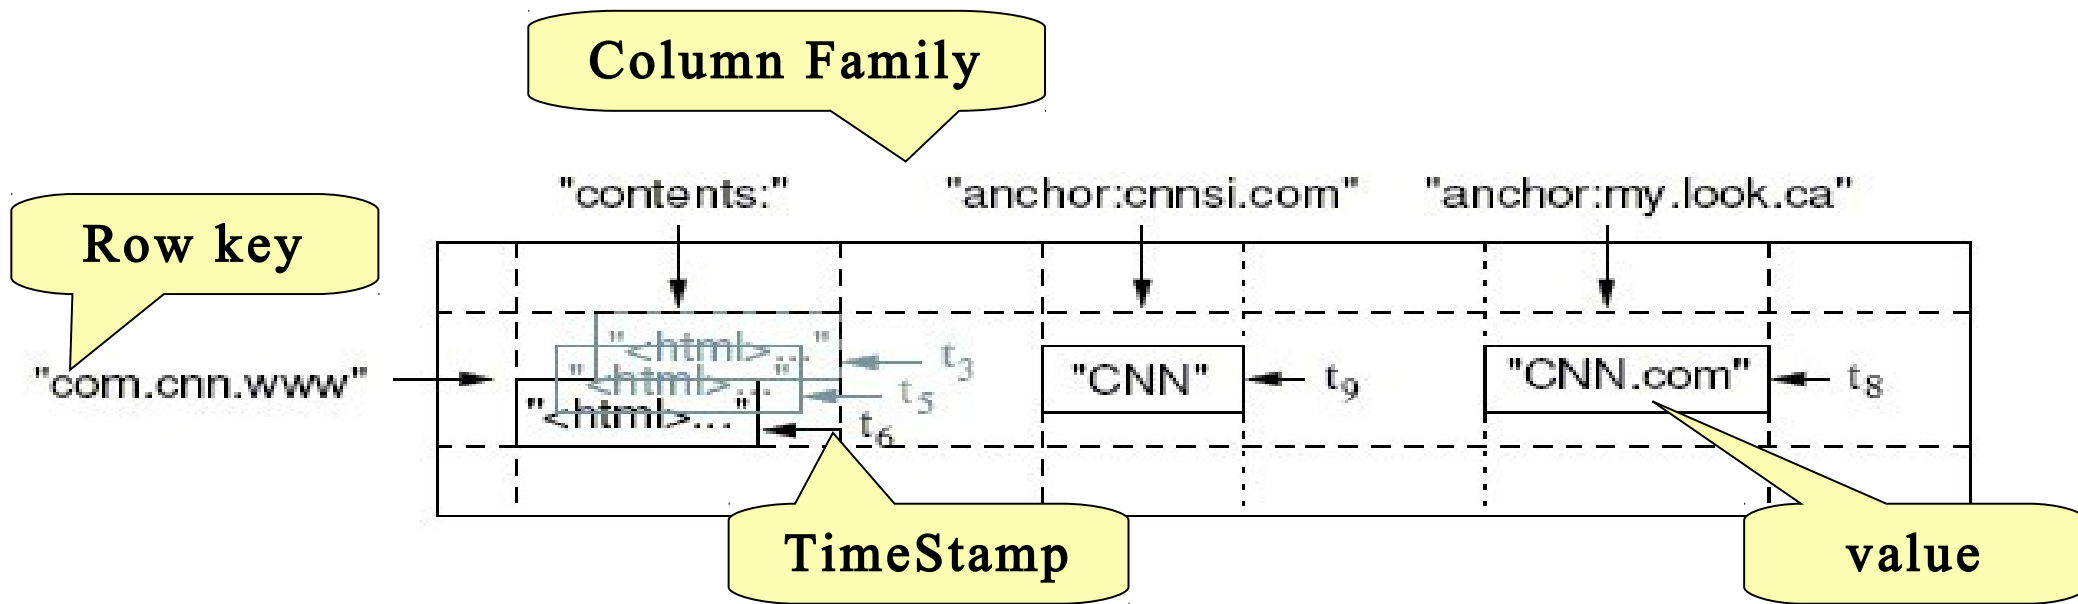 Column Family
"contents:"
"anchor:cnnsi.com"
"anchor:my.look.ca"
Row key
"<html>..."
t3
"<html>..."
t5
"<html>..."
t6
"com.cnn.www"
"CNN"
t9
"CNN.com"
t8
TimeStamp
value